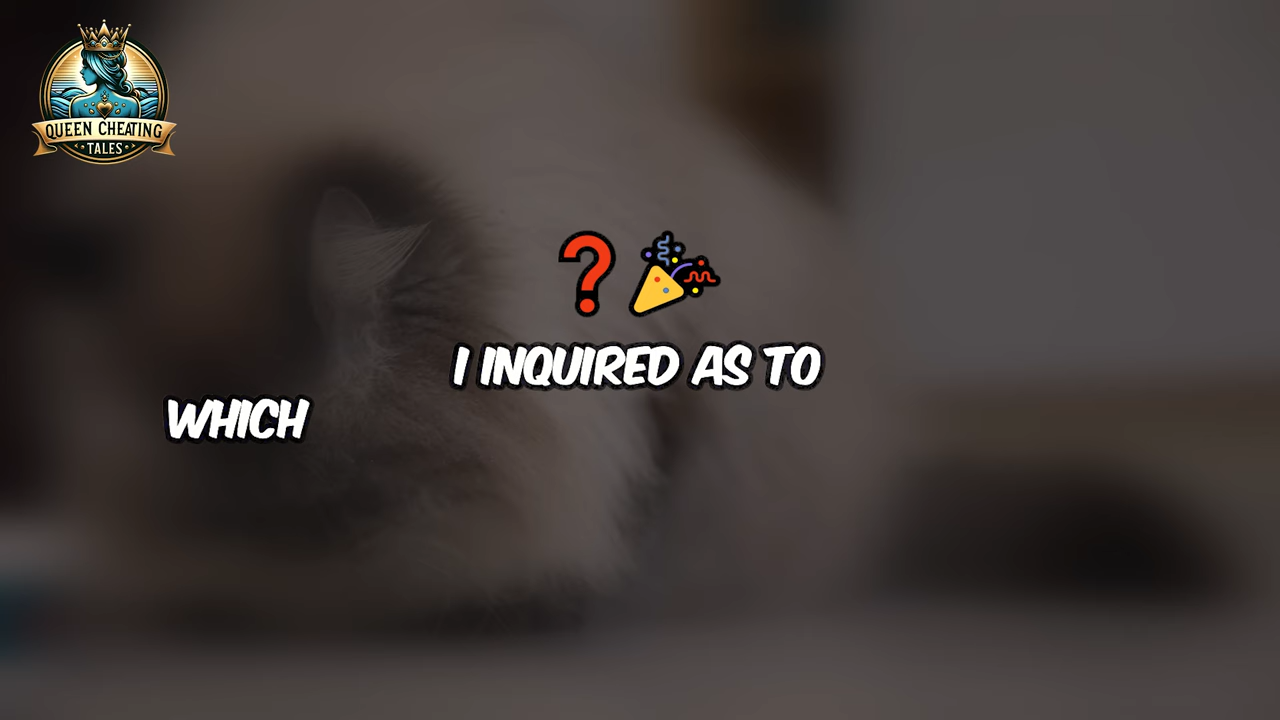 QUEEN CHEATING
TALES
I INQUIRED AS TO
WHICH